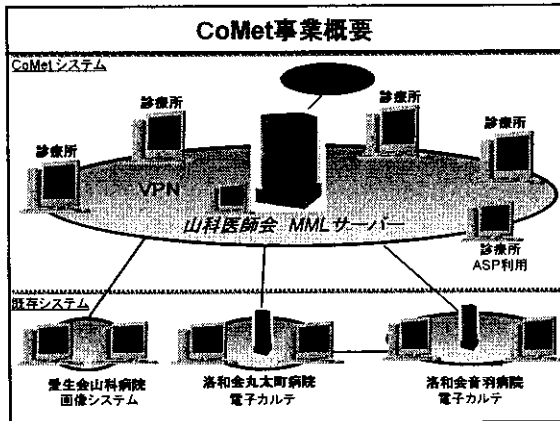 CoMet事業概要
CoMetシステム
診療所
診療所
診療所
診療所
VPN
山科医師会 MMLサーバー
診療所
ASP利用
既存システム
愛生会山科病院
画像システム
洛和会丸太町病院
電子カルテ
洛和会音羽病院
電子カルテ